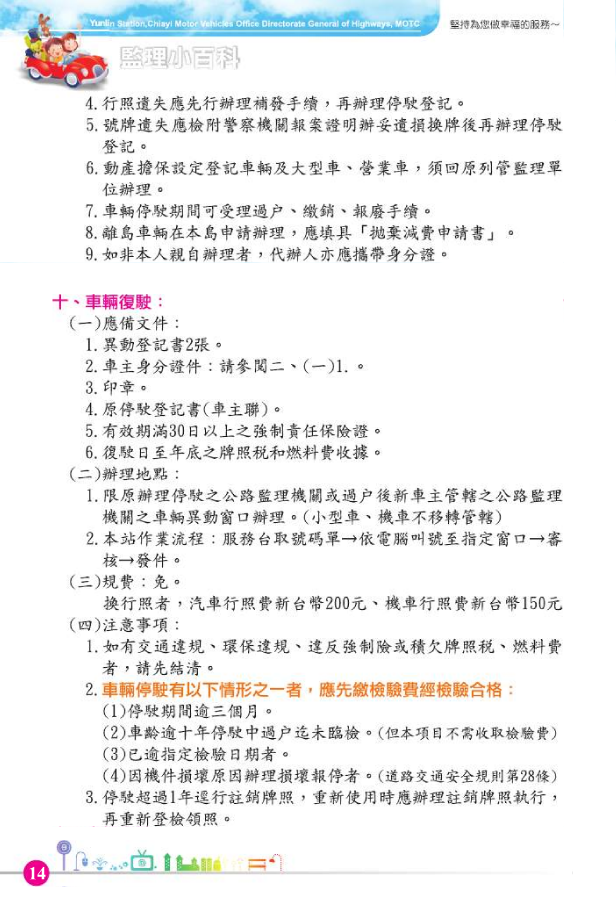 Yunlin Station,Chiayi Motor Vehicles Office Directorate General of Highways, MOTC
堅持為您做幸福的服務～
監理小百科
4.行照遺失應先行辦理補發手續，再辦理停駛登記。
5.號牌遺失應檢附警察機關報案證明辦妥遺損換牌後再辦理停駛
登記。
6.動產擔保設定登記車輛及大型車、營業車，須回原列管監理單
位辦理。
7.車輛停駛期間可受理過户、繳銷、報廢手續。
8.離島車輛在本島申請辦理，應填具「拋棄減費申請書」。
9.如非本人親自辦理者，代辦人亦應攜帶身分證。
十、車輛復駛：
(一)應備文件：
1.異動登記書2張。
2.車主身分證件：請參閱二、(一)1.。
3.印章。
4.原停駛登記書(車主聯)。
5.有效期滿30日以上之強制責任保險證。
6.復駛日至年底之牌照稅和燃料費收據。
(二)辦理地點：
1.限原辦理停駛之公路監理機關或過户後新車主管轄之公路監理
機關之車輛異動窗口辦理。(小型車、機車不移轉管轄)
2.本站作業流程：服務台取號碼單→依電腦叫號至指定窗口→審
核→發件。
(三)規費：免。
換行照者，汽車行照費新台幣200元、機車行照費新台幣150元
(四)注意事項：
1.如有交通違規、環保違規、違反強制險或積欠牌照稅、燃料費
者，請先結清。
2.車輛停駛有以下情形之一者，應先繳檢驗費經檢驗合格：
(1)停駛期間逾三個月。
(2)車齡逾十年停駛中過户迄未臨檢。(但本項目不需收取檢驗費)
(3)已逾指定檢驗日期者。
(4)因機件損壞原因辦理損壞報停者。(道路交通安全規則第28條)
3.停駛超過1年逕行註銷牌照，重新使用時應辦理註銷牌照執行，
再重新登檢領照。
14